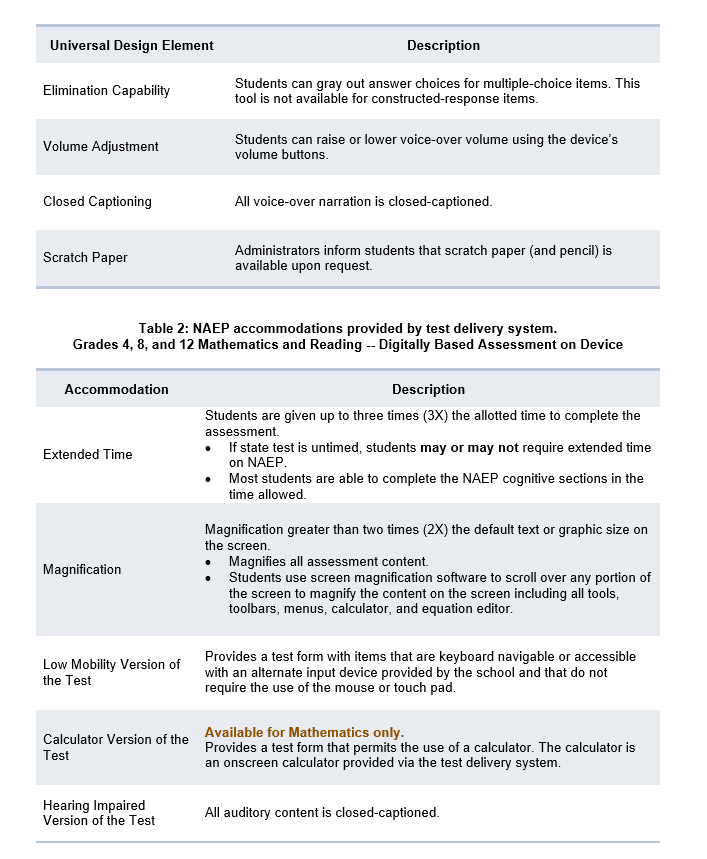 Universal Design Element
Description
Elimination Capability
Students can gray out answer choices for multiple-choice items. This
tool is not available for constructed-response items.
Volume Adjustment
Students can raise or lower voice-over volume using the device's
volume buttons.
Closed Captioning
All voice-over narration is closed-captioned.
Scratch Paper
Administrators inform students that scratch paper (and pencil) is
available upon request.
Table 2: NAEP accommodations provided by test delivery system.
Grades 4, 8, and 12 Mathematics and Reading -- Digitally Based Assessment on Device
Accommodation
Description
Extended Time
Students are given up to three times (3X) the allotted time to complete the
assessment.
• If state test is untimed, students may or may not require extended time
on NAEP.
• Most students are able to complete the NAEP cognitive sections in the
time allowed.
Magnification
Magnification greater than two times (2X) the default text or graphic size on
the screen.
• Magnifies all assessment content.
• Students use screen magnification software to scroll over any portion of
the screen to magnify the content on the screen including all tools,
toolbars, menus, calculator, and equation editor.
Low Mobility Version of
the Test
Provides a test form with items that are keyboard navigable or accessible
with an alternate input device provided by the school and that do not
require the use of the mouse or touch pad.
Calculator Version of the
Test
Available for Mathematics only.
Provides a test form that permits the use of a calculator. The calculator is
an onscreen calculator provided via the test delivery system.
Hearing Impaired
Version of the Test
All auditory content is closed-captioned.